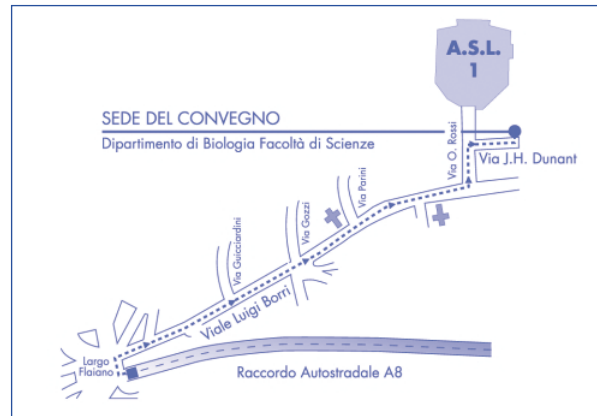 A.S.L.
1
SEDE DEL CONVEGNO
Dipartimento di Biologia Facoltà di Scienze
Via O. Rossi
Via J.H. Dunant
Via Parini
Via Gozzi
Via Guicciardini
Viale Luigi Borri
Largo
Flaiano
Raccordo Autostradale A8